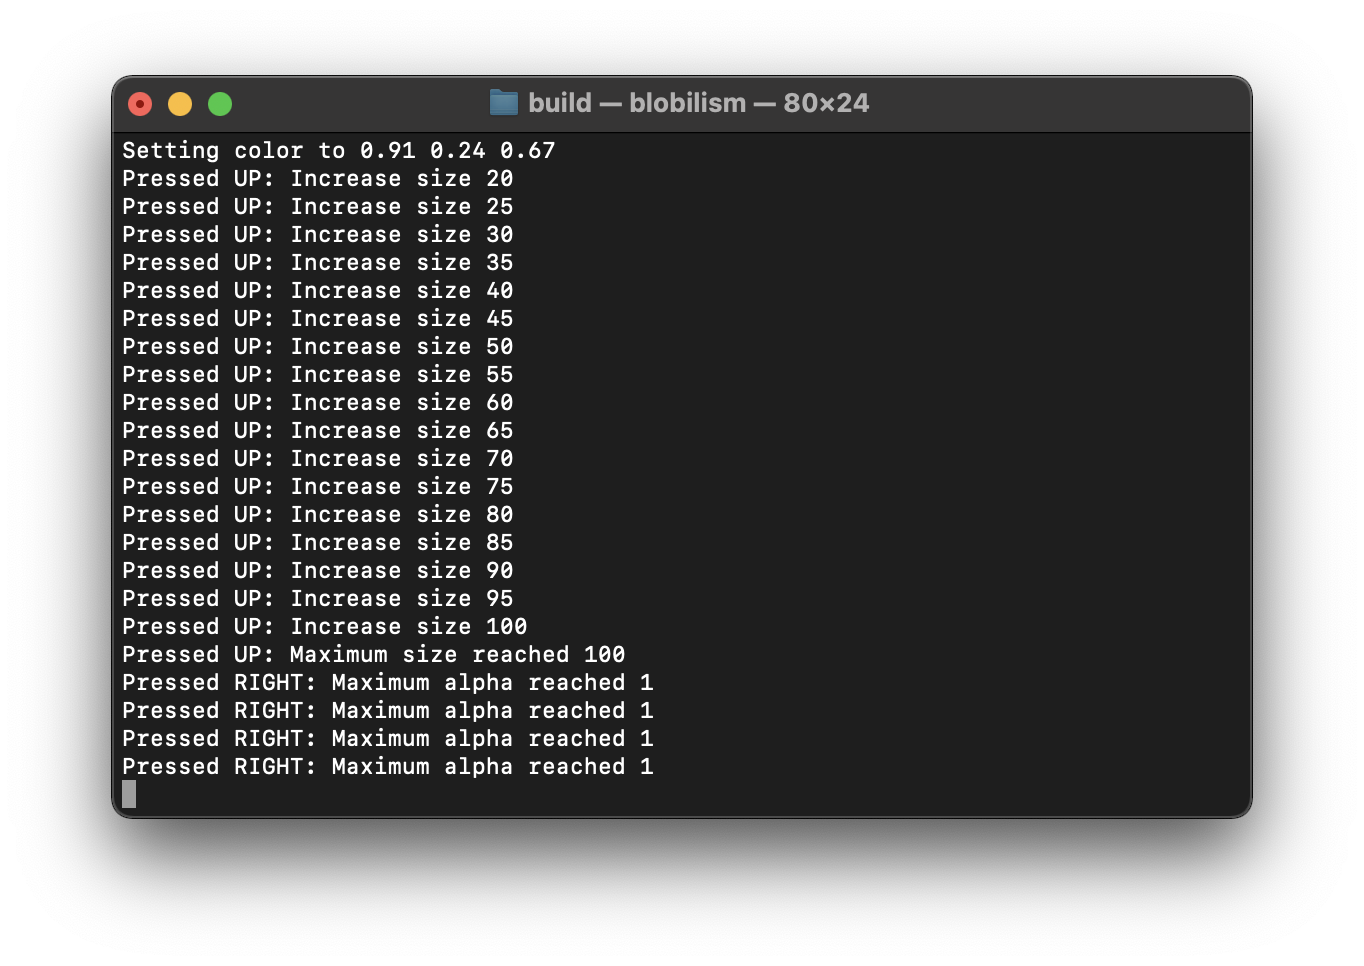 build — blobilism — 80×24
Setting color to 0.91 0.24 0.67
Pressed UP: Increase size 20
Pressed UP: Increase size 25
Pressed UP: Increase size 30
Pressed UP: Increase size 35
Pressed UP: Increase size 40
Pressed UP: Increase size 45
Pressed UP: Increase size 50
Pressed UP: Increase size 55
Pressed UP: Increase size 60
Pressed UP: Increase size 65
Pressed UP: Increase size 70
Pressed UP: Increase size 75
Pressed UP: Increase size 80
Pressed UP: Increase size 85
Pressed UP: Increase size 90
Pressed UP: Increase size 95
Pressed UP: Increase size 100
Pressed UP: Maximum size reached 100
Pressed RIGHT: Maximum alpha reached 1
Pressed RIGHT: Maximum alpha reached 1
Pressed RIGHT: Maximum alpha reached 1
Pressed RIGHT: Maximum alpha reached 1